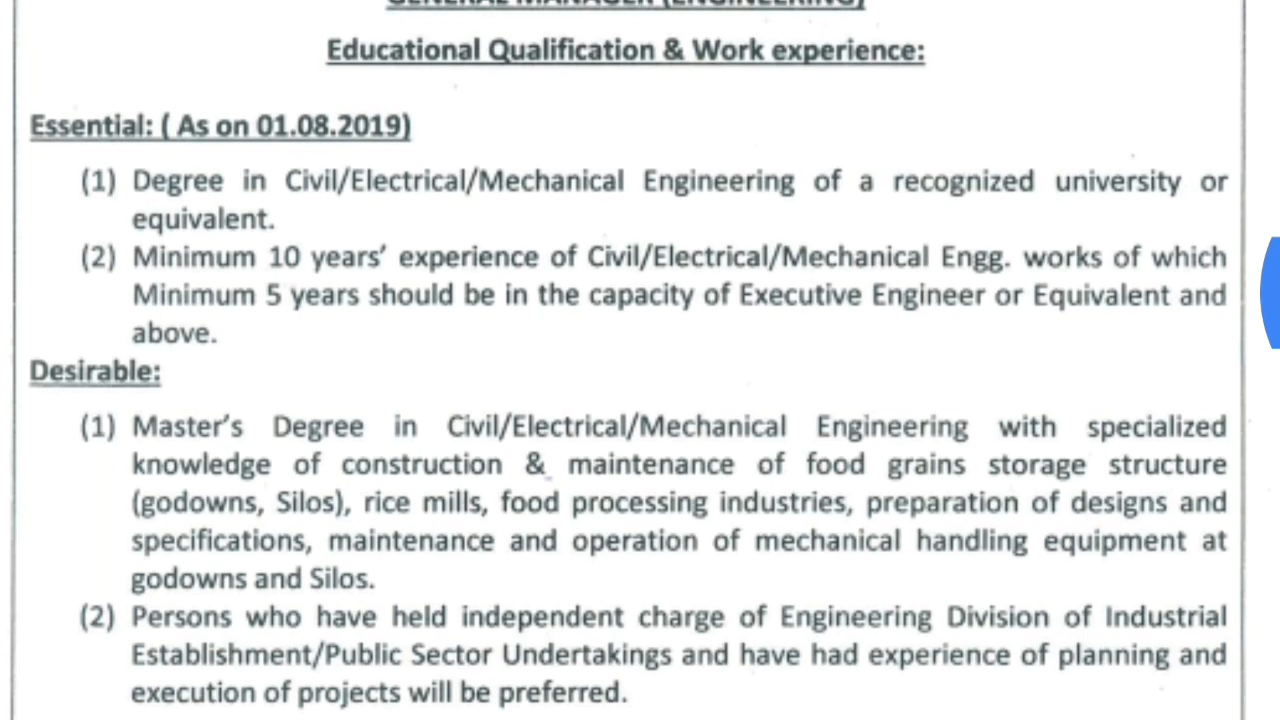 GENERAL MANAGER (ENGINEERING)
Educational Qualification & Work experience:
Essential: ( As on 01.08.2019)
(1) Degree in Civil/Electrical/Mechanical Engineering of a recognized university or
equivalent.
(2) Minimum 10 years' experience of Civil/Electrical/Mechanical Engg. works of which
Minimum 5 years should be in the capacity of Executive Engineer or Equivalent and
above.
Desirable:
(1) Master's Degree in Civil/Electrical/Mechanical Engineering with specialized
knowledge of construction & maintenance of food grains storage structure
(godowns, Silos), rice mills, food processing industries, preparation of designs and
specifications, maintenance and operation of mechanical handling equipment at
godowns and Silos.
(2) Persons who have held independent charge of Engineering Division of Industrial
Establishment/Public Sector Undertakings and have had experience of planning and
execution of projects will be preferred.